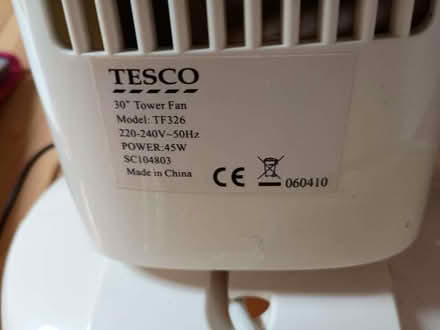 TESCO
30" Tower Fan
Model: TF326
220-240V~50Hz
POWER:45W
SC104803
Made in China
CE 060410